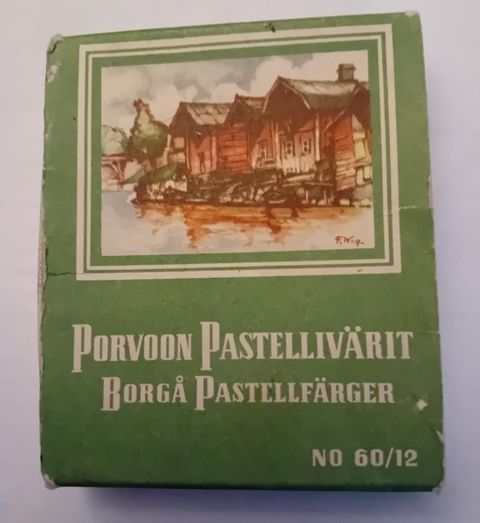 PORVOON PASTELLIVÄRIT
BORGÅ PASTELLFÄRGER
NO 60/12